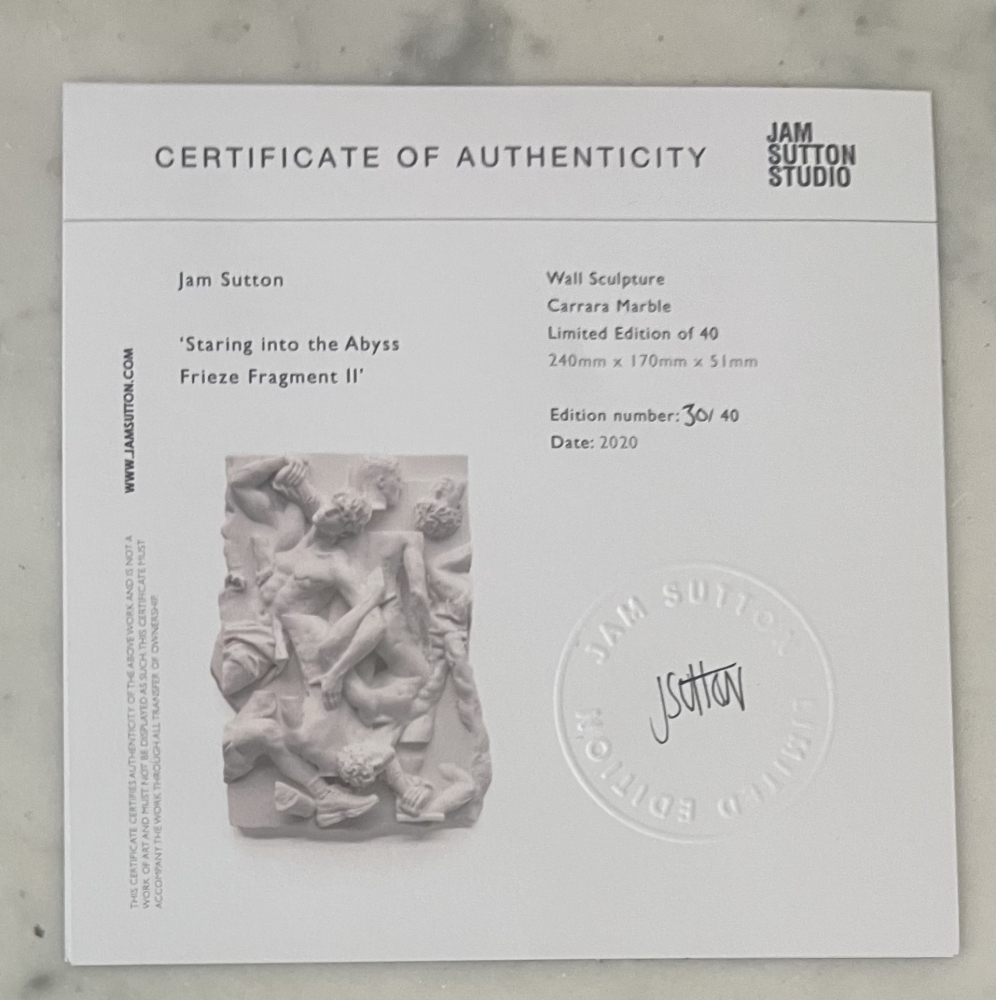 CERTIFICATE OF AUTHENTICITY
JAM
SUTTON
STUDIO
Jam Sutton
'Staring into the Abyss
Frieze Fragment II'
Wall Sculpture
Carrara Marble
Limited Edition of 40
240mm x 170mm x 51mm
Edition number: 30/ 40
Date: 2020
WWW.JAMSUTTON.COM
THIS CERTIFICATE CERTIFIES AUTHENTICITY OF THE ABOVE WORK AND IS NOT A
WORK OF ART AND MUST NOT BE DISPLAYED AS SUCH. THIS CERTIFICATE MUST
ACCOMPANY THE WORK THROUGH ALL TRANSFER OF OWNERSHIP.
JAM SUTTON
LIMITED EDITION
JSutton